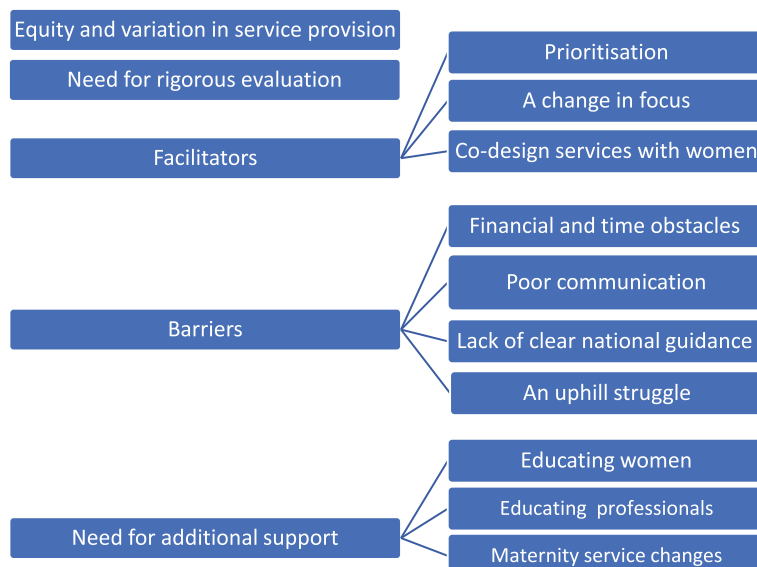 Equity and variation in service provision
Need for rigorous evaluation
Facilitators
Prioritisation
A change in focus
Co-design services with women
Barriers
Financial and time obstacles
Poor communication
Lack of clear national guidance
An uphill struggle
Need for additional support
Educating women
Educating professionals
Maternity service changes